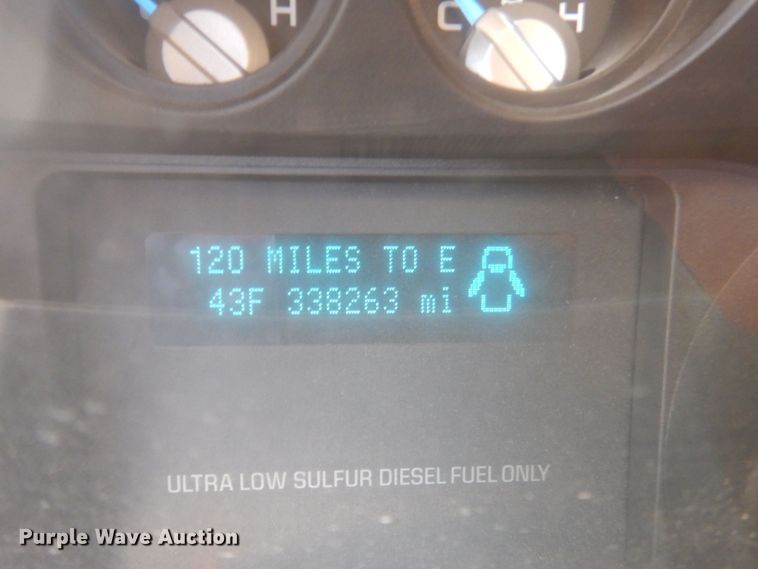 H
C H
120 MILES TO E
43F 338263 mi
ULTRA LOW SULFUR DIESEL FUEL ONLY
Purple Wave Auction